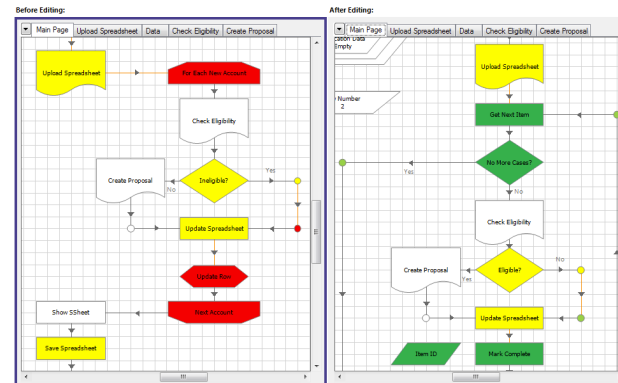 Before Editing:
Main Page Upload Spreadsheet Data Check Eligibility Create Proposal
Upload Spreadsheet
For Each New Account
Check Eligibility
Create Proposal
Ineligible?
Yes
No
Update Spreadsheet
Update Row
Show SSheet
Next Account
Save Spreadsheet
After Editing:
Main Page Upload Spreadsheet Data Check Eligibility Create Proposal
cation Data
Empty
Upload Spreadsheet
Number
2
Get Next Item
No More Cases?
Yes
No
Check Eligibility
Create Proposal
Eligible?
No
Yes
Update Spreadsheet
Item ID
Mark Complete